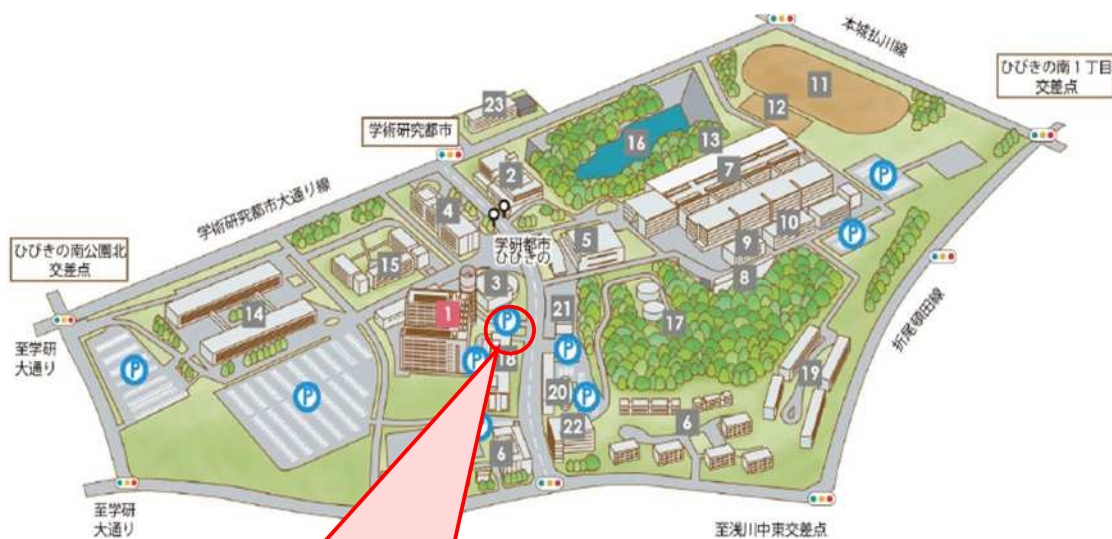 本城払川線
ひびきの南1丁目
交差点
11
12
23
学術研究都市
16
13
7
2
4
学術研究都市大通り線
10
9
5
学研都市
ひびきの
8
ひびきの南公園北
交差点
15
3
1
14
21
17
18
折尾頓田線
至学研
大通り
P
P
P
P
P
P
P
P
P
19
20
22
6
6
至学研
大通り
至浅川中東交差点